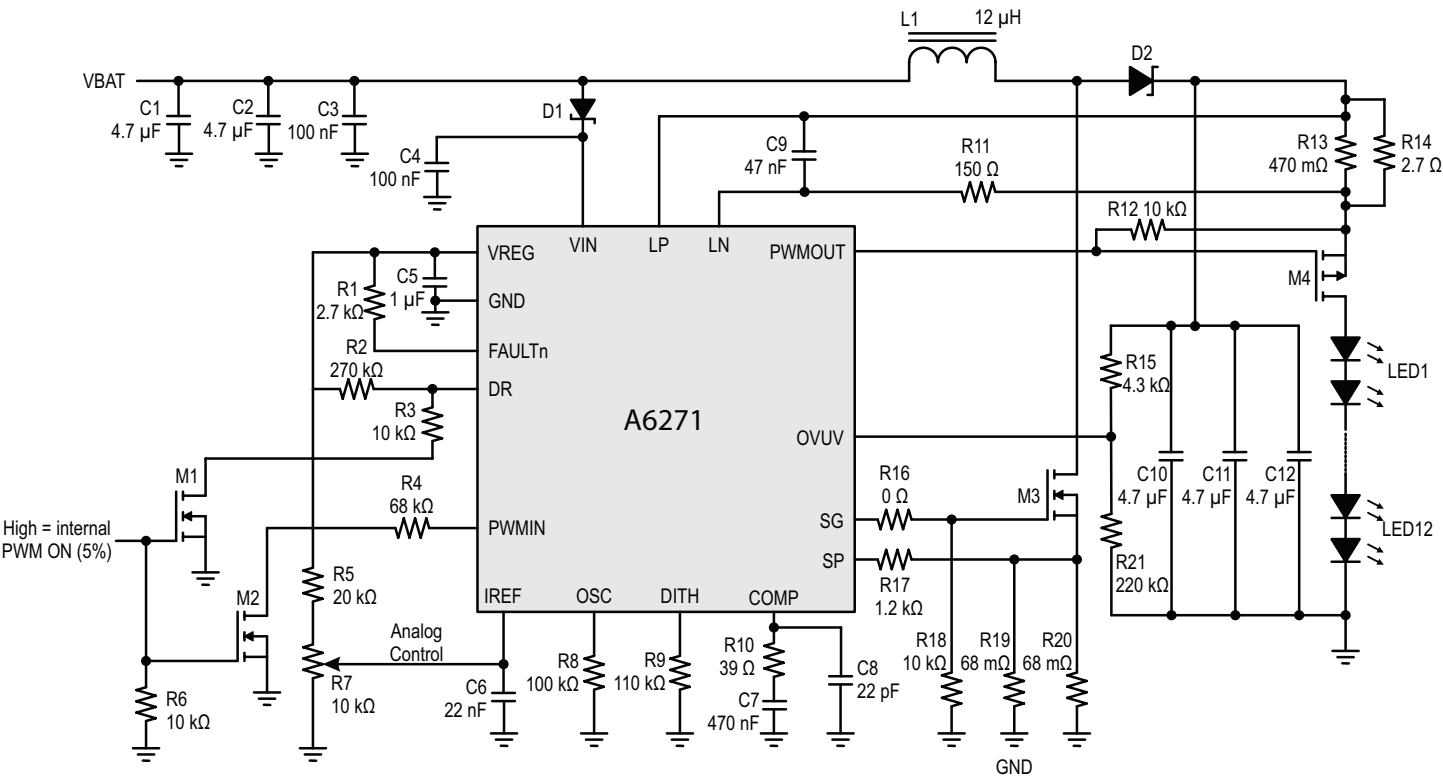 L1 12 µH
D2
VBAT
C1
4.7 µF
C2
4.7 µF
C3
100 nF
D1
C4
100 nF
C9
47 nF
R11
150 Ω
R13
470 mΩ
R14
2.7 Ω
R12 10 kΩ
VREG
VIN
LP
LN
PWMOUT
C5
1 µF
GND
R1
2.7 kΩ
M4
FAULTn
R2
270 kΩ
DR
R3
10 kΩ
A6271
R15
4.3 kΩ
LED1
OVUV
M1
R4
68 kΩ
R16
0 Ω
M3
C10
4.7 µF
C11
4.7 µF
C12
4.7 µF
High = internal
PWM ON (5%)
PWMIN
SG
LED12
SP
R17
1.2 kΩ
R21
220 kΩ
M2
R5
20 kΩ
IREF
OSC
DITH
COMP
Analog
Control
R6
10 kΩ
R7
10 kΩ
C6
22 nF
R8
100 kΩ
R9
110 kΩ
R10
39 Ω
C7
470 nF
C8
22 pF
R18
10 kΩ
R19
68 mΩ
R20
68 mΩ
GND